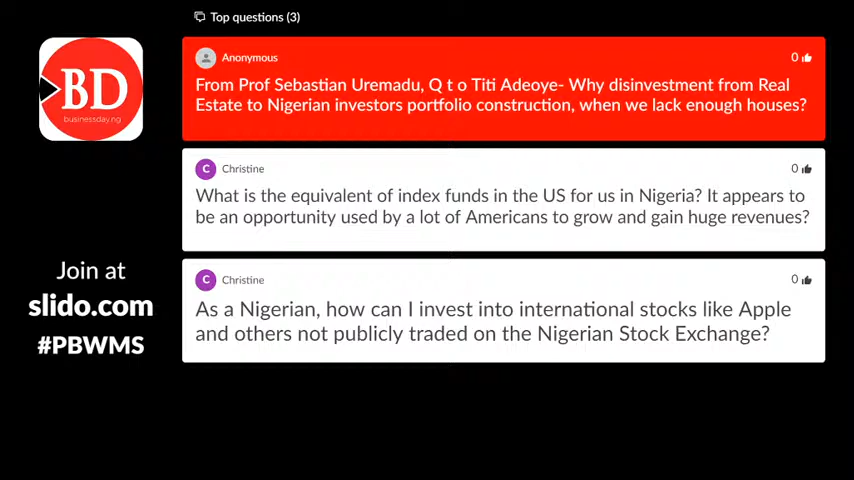 Top questions (3)
BD
businessday.ng
Anonymous
0
From Prof Sebastian Uremadu, Q t o Titi Adeoye- Why disinvestment from Real
Estate to Nigerian investors portfolio construction, when we lack enough houses?
C Christine
0
What is the equivalent of index funds in the US for us in Nigeria? It appears to
be an opportunity used by a lot of Americans to grow and gain huge revenues?
C Christine
0
As a Nigerian, how can I invest into international stocks like Apple
and others not publicly traded on the Nigerian Stock Exchange?
Join at
slido.com
#PBWMS